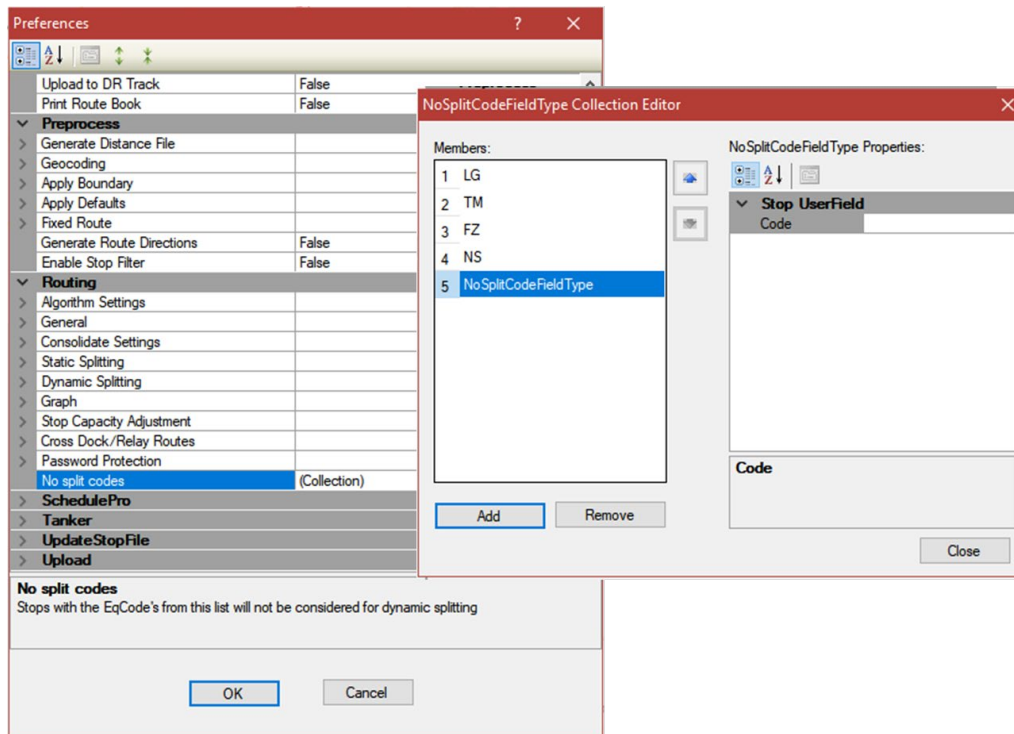 Preferences ?
Upload to DR Track False
Print Route Book False
Preprocess
Generate Distance File
Geocoding
Apply Boundary
Apply Defaults
Fixed Route
Generate Route Directions False
Enable Stop Filter False
Routing
Algorithm Settings
General
Consolidate Settings
Static Splitting
Dynamic Splitting
Graph
Stop Capacity Adjustment
Cross Dock/Relay Routes
Password Protection
No split codes (Collection)
SchedulePro
Tanker
UpdateStopFile
Upload
No split codes
Stops with the EqCode's from this list will not be considered for dynamic splitting
OK Cancel
NoSplitCodeFieldType Collection Editor
Members:
1 LG
2 TM
3 FZ
4 NS
5 NoSplitCodeFieldType
Add Remove
NoSplitCodeFieldType Properties:
Stop UserField
Code
Code
Close